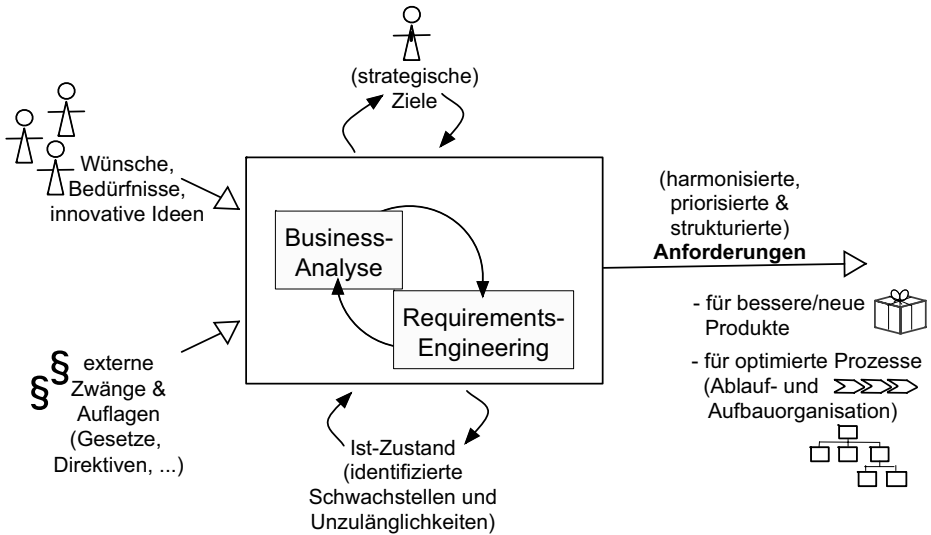 (strategische)
Ziele
Wünsche,
Bedürfnisse,
innovative Ideen
Business-
Analyse
Requirements-
Engineering
(harmonisierte,
priorisierte &
strukturierte)
Anforderungen
- für bessere/neue
Produkte
- für optimierte Prozesse
(Ablauf- und
Aufbauorganisation)
§§ externe
Zwänge &
Auflagen
(Gesetze,
Direktiven, ...)
Ist-Zustand
(identifizierte
Schwachstellen und
Unzulänglichkeiten)